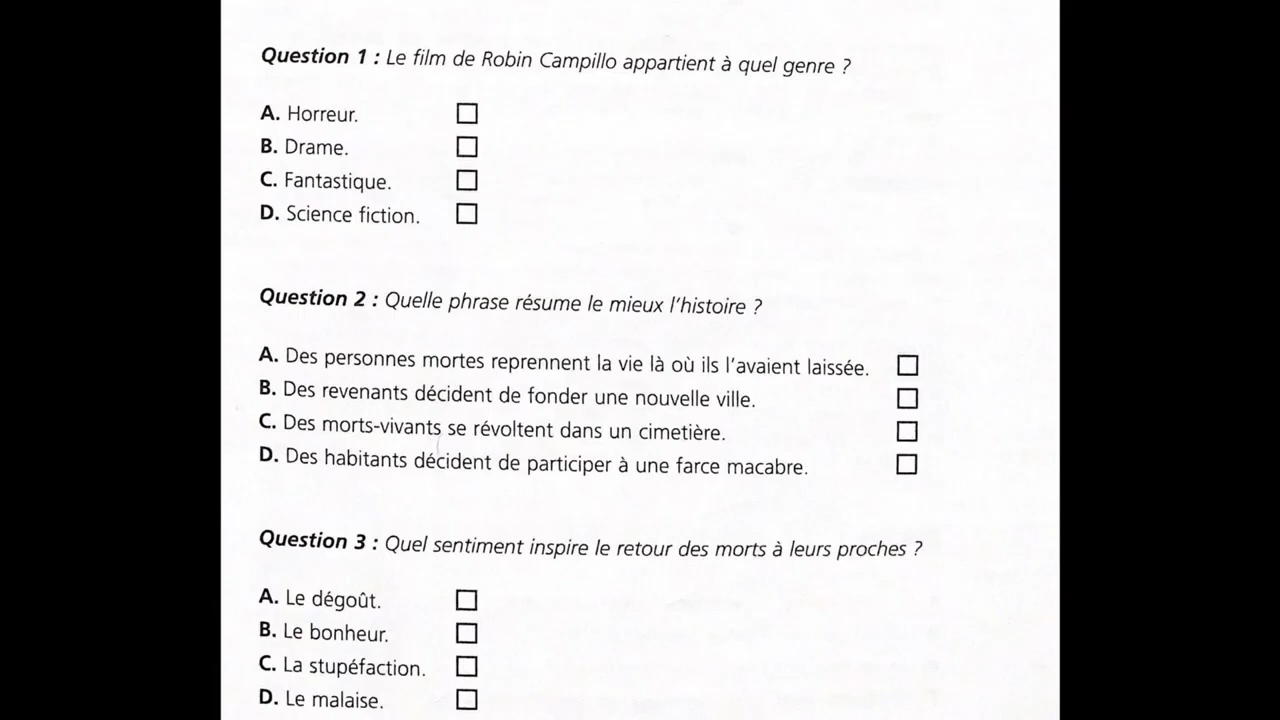 Question 1 : Le film de Robin Campillo appartient à quel genre ?
A. Horreur.
B. Drame.
C. Fantastique.
D. Science fiction.
Question 2 : Quelle phrase résume le mieux l'histoire ?
A. Des personnes mortes reprennent la vie là où ils l'avaient laissée.
B. Des revenants décident de fonder une nouvelle ville.
C. Des morts-vivants se révoltent dans un cimetière.
D. Des habitants décident de participer à une farce macabre.
Question 3 : Quel sentiment inspire le retour des morts à leurs proches ?
A. Le dégoût.
B. Le bonheur.
C. La stupéfaction.
D. Le malaise.